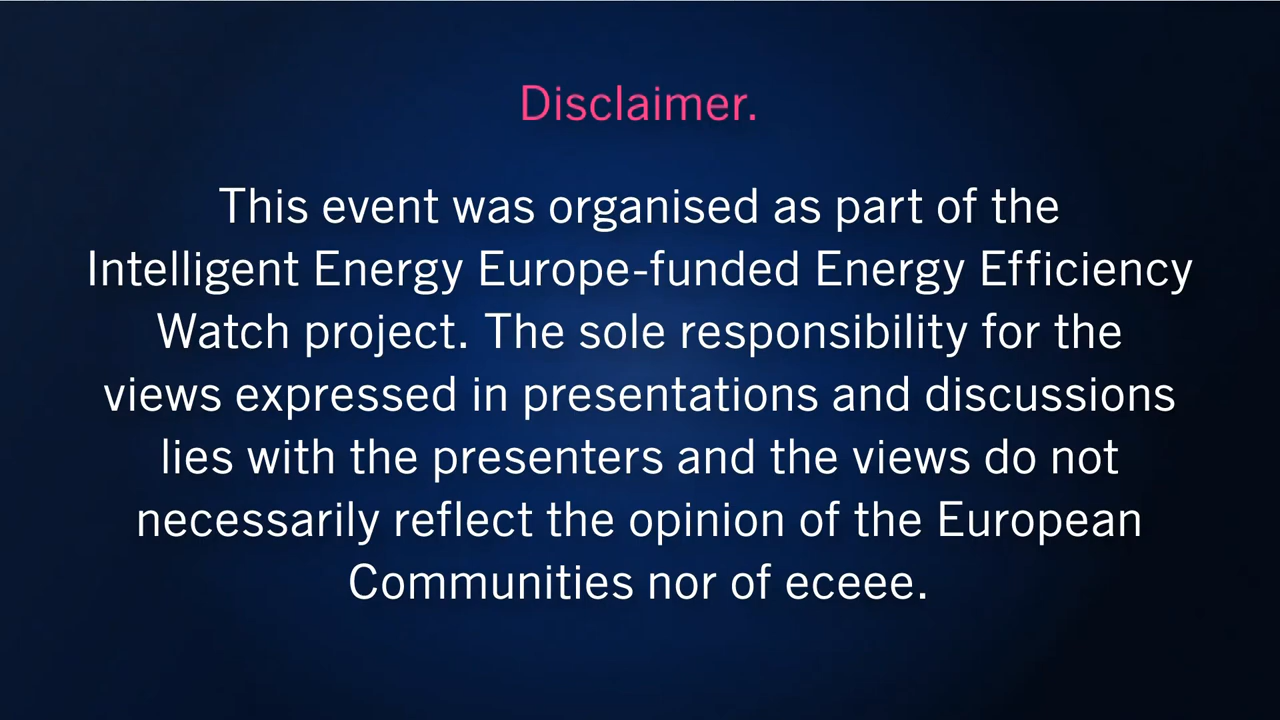 Disclaimer.
This event was organised as part of the
Intelligent Energy Europe-funded Energy Efficiency
Watch project. The sole responsibility for the
views expressed in presentations and discussions
lies with the presenters and the views do not
necessarily reflect the opinion of the European
Communities nor of eceee.